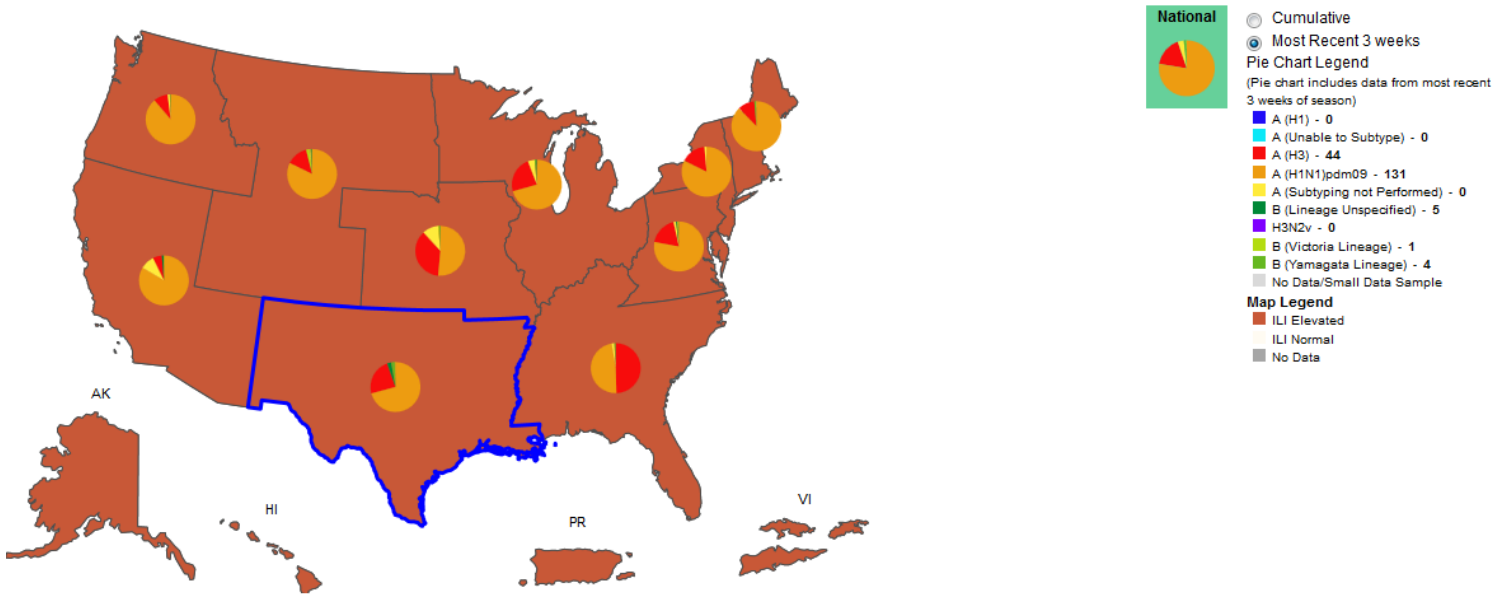 National
Cumulative
Most Recent 3 weeks
Pie Chart Legend
(Pie chart includes data from most recent
3 weeks of season)
A (H1) - 0
A (Unable to Subtype) - 0
A (H3) - 44
A (H1N1)pdm09 - 131
A (Subtyping not Performed) - 0
B (Lineage Unspecified) - 5
H3N2v - 0
B (Victoria Lineage) - 1
B (Yamagata Lineage) - 4
No Data/Small Data Sample
Map Legend
ILI Elevated
ILI Normal
No Data
AK
HI
PR
VI